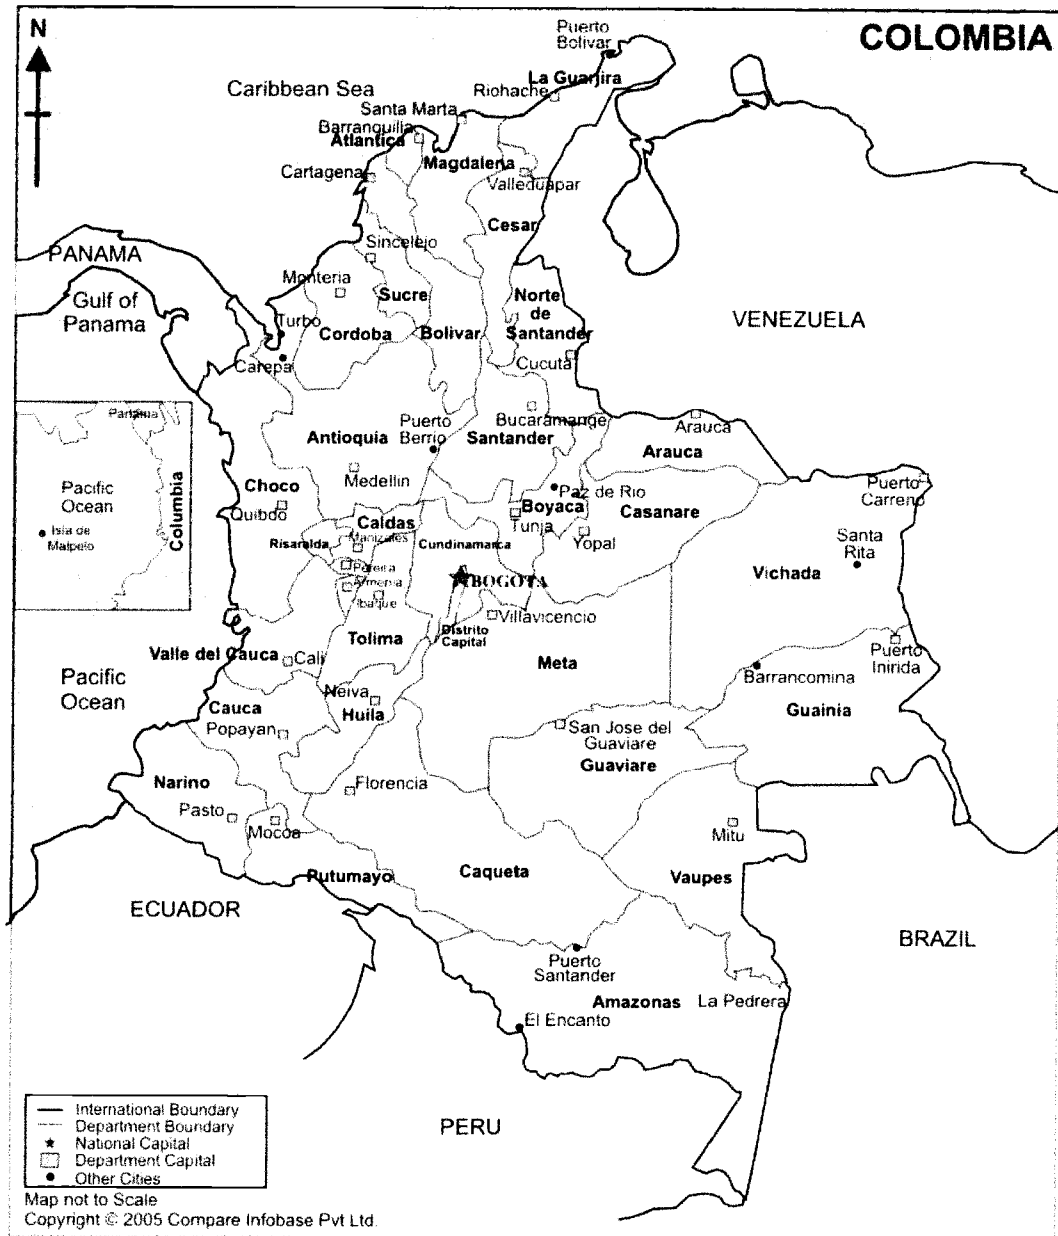 COLOMBIA
N
Puerto
Bolivar
La Guarjira
Riohache
Caribbean Sea
Santa Marta
Barranquilla
Atlantica
Magdalena
Cartagena
Valleduapar
Cesar
Sincelejo
PANAMA
Monteria
Sucre
Norte
de
Santander
Gulf of
Panama
Turbo
Cordoba
Bolivar
VENEZUELA
Carepa
Cucuta
Panama
Puerto
Berrio
Bucaramange
Santander
Arauca
Arauca
Antioquia
Medellin
Choco
Quibdo
Pacific
Ocean
Isla de
Malpelo
Columbia
Paz de Rio
Boyaca
Tunja
Casanare
Yopal
Puerto
Carreno
Santa
Rita
Vichada
Caldas
Risaralda
Manizales
Cundinamarca
Pereira
Armenia
Ibaque
BOGOTA
Villavicencio
Distrito
Capital
Tolima
Valle del Cauca
Cali
Meta
Puerto
Inirida
Barrancomina
Guainia
Pacific
Ocean
Neiva
Huila
Cauca
Popayan
San Jose del
Guaviare
Guaviare
Narino
Florencia
Pasto
Mocoa
Mitu
Putumayo
Caqueta
Vaupes
ECUADOR
BRAZIL
Puerto
Santander
Amazonas
La Pedrera
El Encanto
PERU
International Boundary
Department Boundary
National Capital
Department Capital
Other Cities
Map not to Scale
Copyright © 2005 Compare Infobase Pvt Ltd.